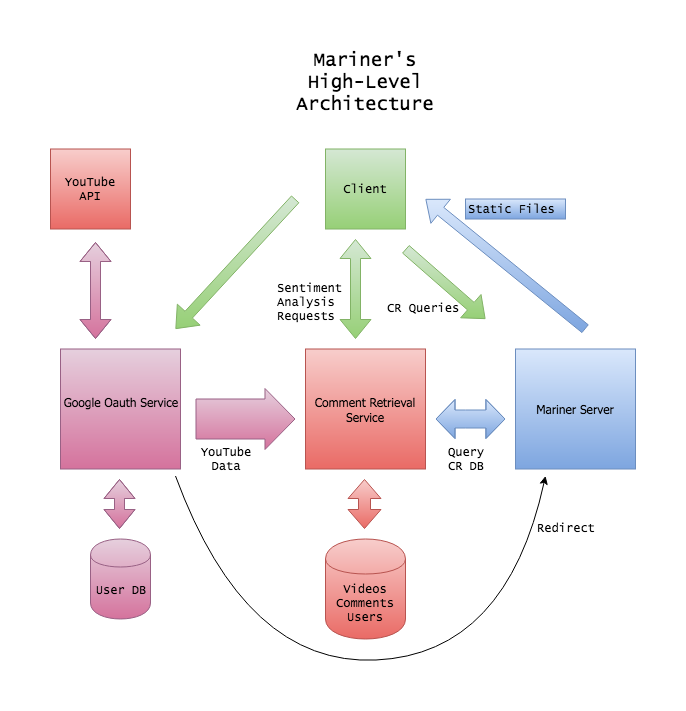 Mariner's
High-Level
Architecture
YouTube
API
Client
Static Files
Sentiment
Analysis
Requests
CR Queries
Google Oauth Service
Comment Retrieval
Service
Mariner Server
YouTube
Data
Query
CR DB
Redirect
User DB
Videos
Comments
Users